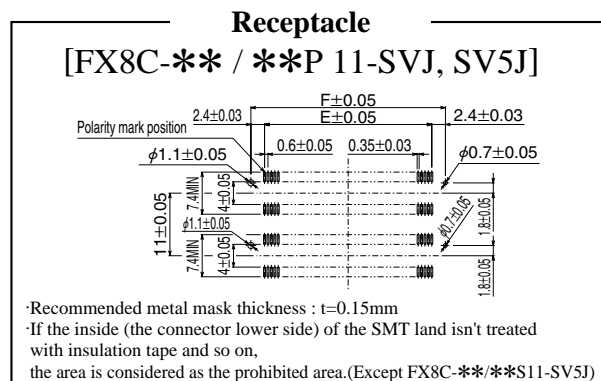 Receptacle
[FX8C-** / **P 11-SVJ, SV5J]
F±0.05
2.4±0.03 E±0.05 2.4±0.03
Polarity mark position
0.6±0.05 0.35±0.03
φ1.1±0.05 φ0.7±0.05
7.4MIN
4±0.05
11±0.05
φ1.1±0.05
7.4MIN
4±0.05
1.8±0.05
φ0.7±0.05
1.8±0.05
·Recommended metal mask thickness : t=0.15mm
·If the inside (the connector lower side) of the SMT land isn't treated
with insulation tape and so on,
the area is considered as the prohibited area.(Except FX8C-**/**S11-SV5J)